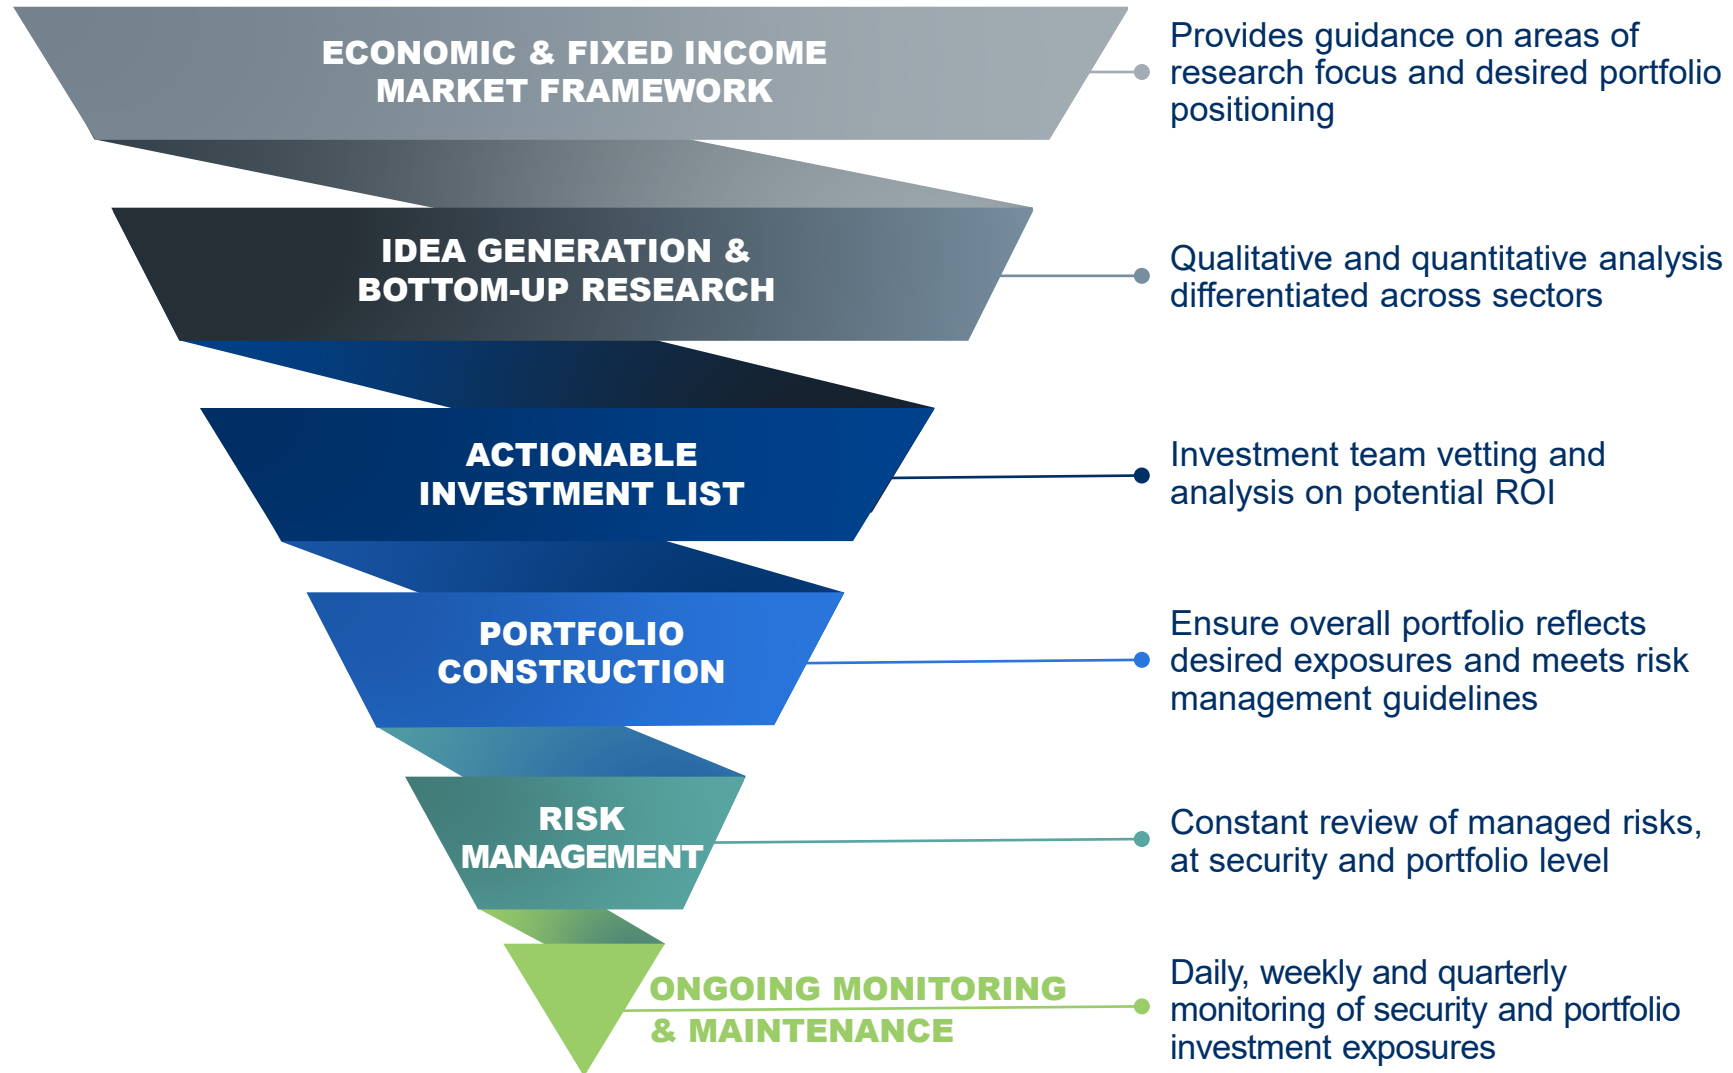 ECONOMIC & FIXED INCOME
MARKET FRAMEWORK
Provides guidance on areas of
research focus and desired portfolio
positioning
IDEA GENERATION &
BOTTOM-UP RESEARCH
Qualitative and quantitative analysis
differentiated across sectors
ACTIONABLE
INVESTMENT LIST
Investment team vetting and
analysis on potential ROI
PORTFOLIO
CONSTRUCTION
Ensure overall portfolio reflects
desired exposures and meets risk
management guidelines
RISK
MANAGEMENT
Constant review of managed risks,
at security and portfolio level
ONGOING MONITORING
& MAINTENANCE
Daily, weekly and quarterly
monitoring of security and portfolio
investment exposures